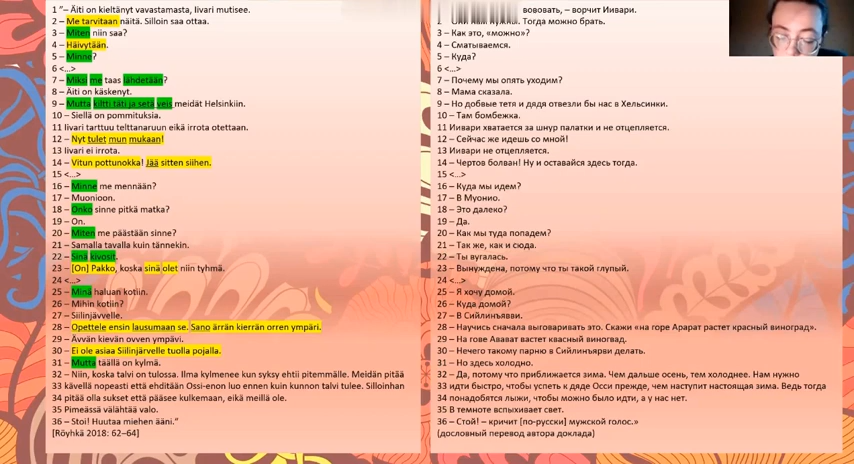 1 "– Äiti on kieltänyt vavastamasta, Iivari mutisee.
2 – Me tarvitaan näitä. Silloin saa ottaa.
3 – Miten niin saa?
4 – Häivytään.
5 – Minne?
6 <...>
7 – Miksi me taas lähdetään?
8 – Äiti on käskenyt.
9 – Mutta kiltti täti ja setä veis meidät Helsinkiin.
10 – Siellä on pommituksia.
11 Iivari tarttuu telttanaruun eikä irrota otettaan.
12 – Nyt tulet mun mukaan!
13 Iivari ei irrota.
14 – Vitun pottunokka! Jää sitten siihen.
15 <...>
16 – Minne me mennään?
17 – Muonioon.
18 – Onko sinne pitkä matka?
19 – On.
20 – Miten me päästään sinne?
21 – Samalla tavalla kuin tännekin.
22 – Sinä kivosit.
23 – [On] Pakko, koska sinä olet niin tyhmä.
24 <...>
25 – Minä haluan kotiin.
26 – Mihin kotiin?
27 – Siilinjävvelle.
28 – Opettele ensin lausumaan se. Sano ärrän kierrän orren ympäri.
29 – Ävvän kievän ovven ympävi.
30 – Ei ole asiaa Siilinjärvelle tuolla pojalla.
31 – Mutta täällä on kylmä.
32 – Niin, koska talvi on tulossa. Ilma kylmenee kun syksy ehtii pitemmälle. Meidän pitää
33 kävellä nopeasti että ehditään Ossi-enon luo ennen kuin kunnon talvi tulee. Silloinhan
34 pitää olla sukset että pääsee kulkemaan, eikä meillä ole.
35 Pimeässä välähtää valo.
36 – Stoi! Huutaa miehen ääni."
[Röyhkä 2018: 62–64]
вововать, – ворчит Иивари.
Тогда можно брать.
3 – Как это, «можно»?
4 – Сматываемся.
5 – Куда?
6 <...>
7 – Почему мы опять уходим?
8 – Мама сказала.
9 – Но добвые тетя и дядя отвезли бы нас в Хельсинки.
10 – Там бомбежка.
11 Иивари хватается за шнур палатки и не отцепляется.
12 – Сейчас же идешь со мной!
13 Иивари не отцепляется.
14 – Чертов болван! Ну и оставайся здесь тогда.
15 <...>
16 – Куда мы идем?
17 – В Муонио.
18 – Это далеко?
19 – Да.
20 – Как мы туда попадем?
21 – Так же, как и сюда.
22 – Ты вугалась.
23 – Вынуждена, потому что ты такой глупый.
24 <...>
25 – Я хочу домой.
26 – Куда домой?
27 – В Сийлинъявви.
28 – Научись сначала выговаривать это. Скажи «на горе Арарат растет красный виноград».
29 – На гове Авават вастет квасный виногвад.
30 – Нечего такому парню в Сийлинъярви делать.
31 – Но здесь холодно.
32 – Да, потому что приближается зима. Чем дальше осень, тем холоднее. Нам нужно
33 идти быстро, чтобы успеть к дяде Осси прежде, чем наступит настоящая зима. Ведь тогда
34 понадобятся лыжи, чтобы можно было идти, а у нас нет.
35 В темноте вспыхивает свет.
36 – Стой! – кричит [по-русски] мужской голос.»
(дословный перевод автора доклада)